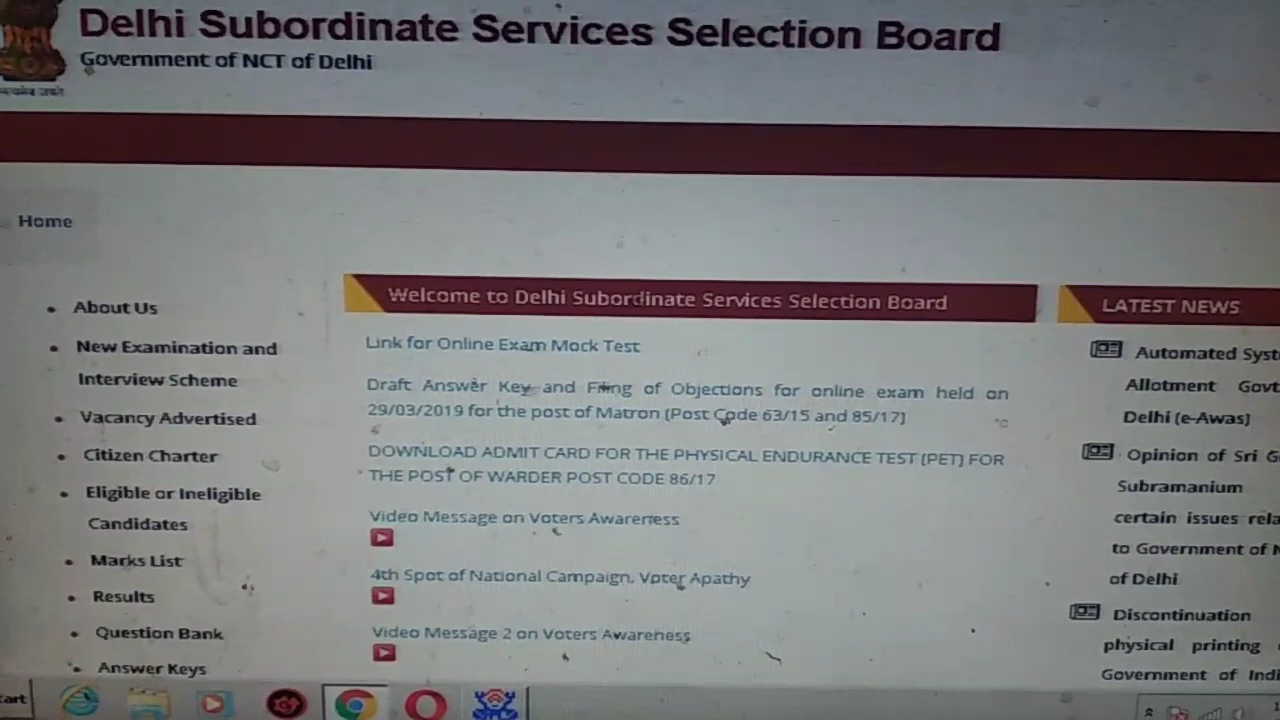 Delhi Subordinate Services Selection Board
Government of NCT of Delhi
सत्यमेव जयते
Home
About Us
New Examination and
Interview Scheme
Vacancy Advertised
Citizen Charter
Eligible or Ineligible
Candidates
Marks List
Results
Question Bank
Answer Keys
Welcome to Delhi Subordinate Services Selection Board
Link for Online Exam Mock Test
Draft Answer Key and Filing of Objections for online exam held on
29/03/2019 for the post of Matron (Post Code 63/15 and 85/17)
DOWNLOAD ADMIT CARD FOR THE PHYSICAL ENDURANCE TEST (PET) FOR
THE POST OF WARDER POST CODE 86/17
Video Message on Voters Awareness
4th Spot of National Campaign, Voter Apathy
Video Message 2 on Voters Awareness
LATEST NEWS
Automated Syst
Allotment Govt
Delhi (e-Awas)
Opinion of Sri G
Subramanium
certain issues rela
to Government of N
of Delhi
Discontinuation
physical printing
Government of Indi
art